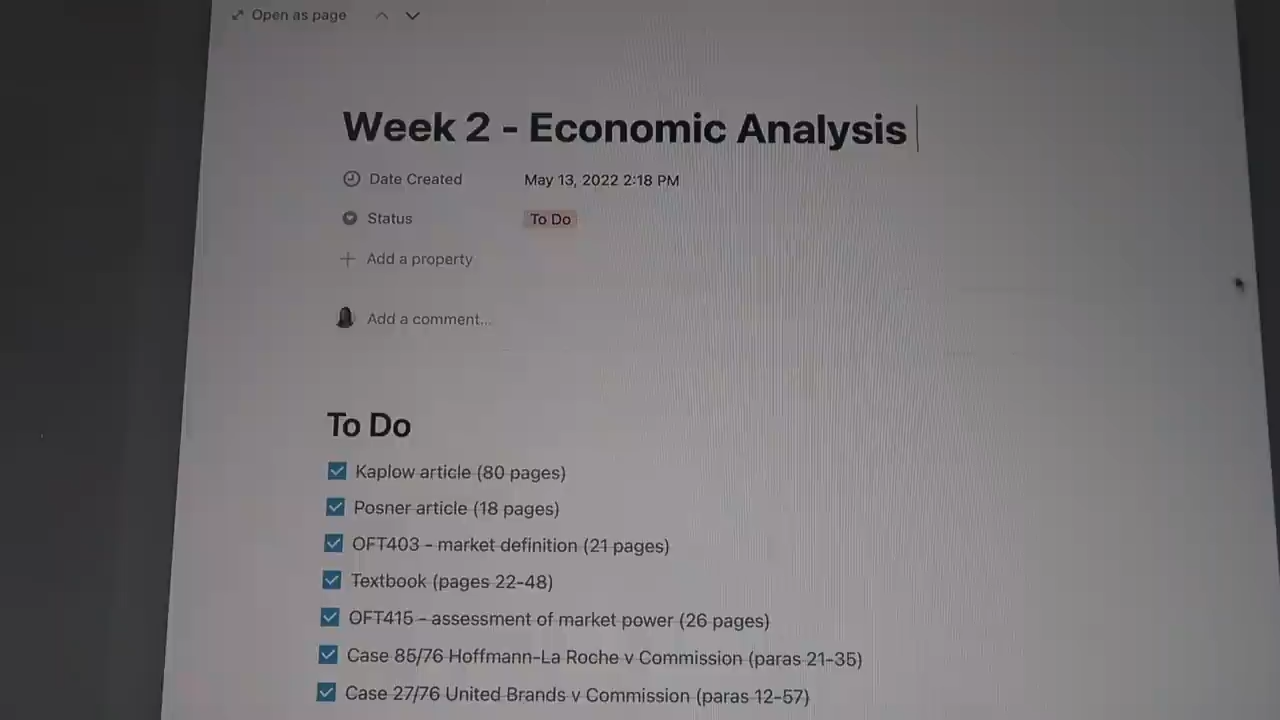 Open as page
Week 2 - Economic Analysis
Date Created May 13, 2022 2:18 PM
Status To Do
Add a property
Add a comment...
To Do
Kaplow article (80 pages)
Posner article (18 pages)
OFT403 - market definition (21 pages)
Textbook (pages 22-48)
OFT415 - assessment of market power (26 pages)
Case 85/76 Hoffmann-La Roche v Commission (paras 21-35)
Case 27/76 United Brands v Commission (paras 12-57)